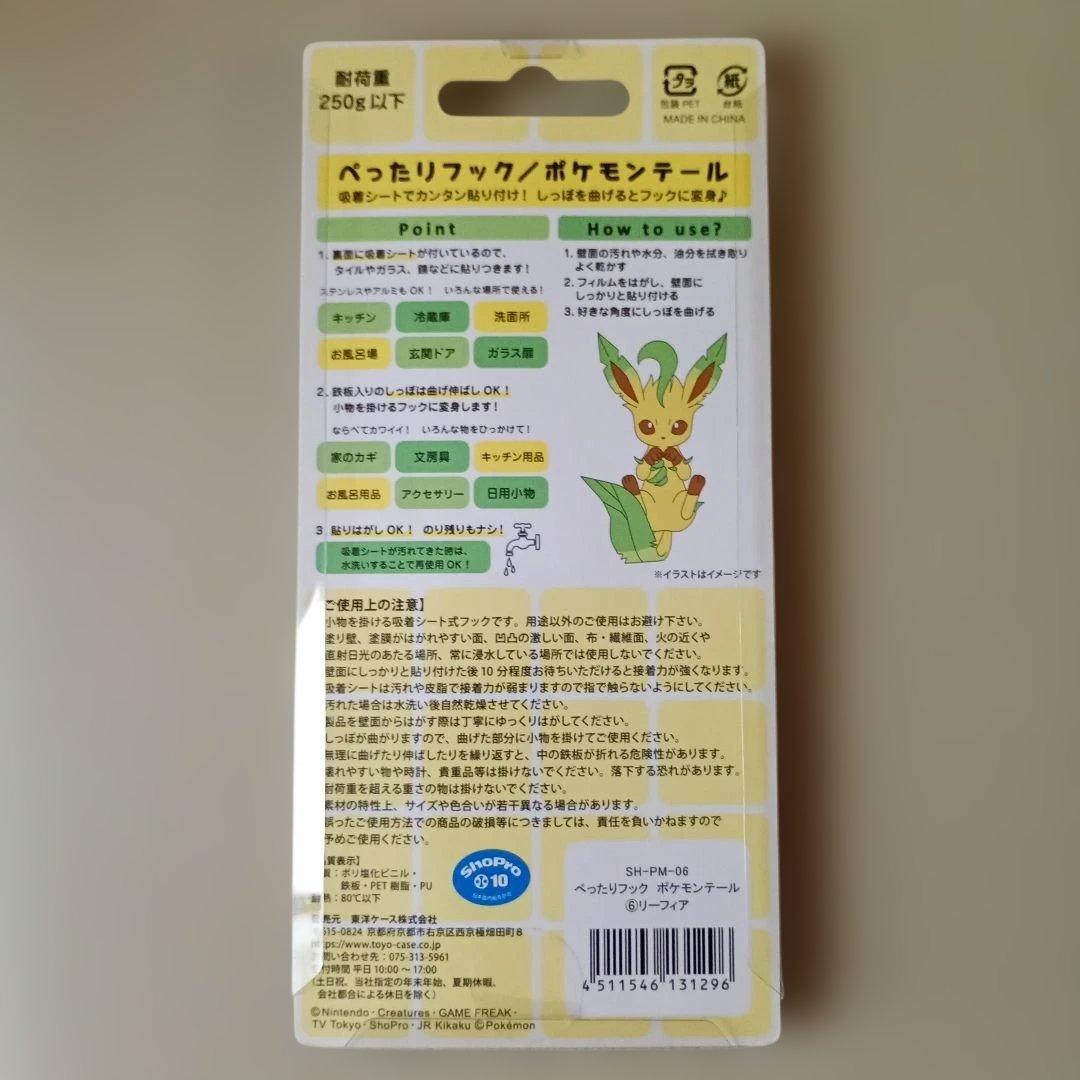 耐荷重
250g以下
プラ
包装 PET
紙
台紙
MADE IN CHINA
ぺったりフック／ポケモンテール
吸着シートでカンタン貼り付け！ しっぽを曲げるとフックに変身♪
Point
1. 裏面に吸着シートが付いているので、
タイルやガラス、鏡などに貼りつきます！
ステンレスやアルミもOK！ いろんな場所で使える！
キッチン 冷蔵庫 洗面所
お風呂場 玄関ドア ガラス扉
2. 鉄板入りのしっぽは曲げ伸ばしOK！
小物を掛けるフックに変身します！
ならべてカワイイ！ いろんな物をひっかけて！
家のカギ 文房具 キッチン用品
お風呂用品 アクセサリー 日用小物
3 貼りはがしOK！ のり残りもナシ！
吸着シートが汚れてきた時は、
水洗いすることで再使用OK！
How to use?
1. 壁面の汚れや水分、油分を拭き取り
よく乾かす
2. フィルムをはがし、壁面に
しっかりと貼り付ける
3. 好きな角度にしっぽを曲げる
※イラストはイメージです
ご使用上の注意】
小物を掛ける吸着シート式フックです。用途以外のご使用はお避け下さい。
塗り壁、塗膜がはがれやすい面、凹凸の激しい面、布・繊維面、火の近くや
直射日光のあたる場所、常に浸水している場所では使用しないでください。
壁面にしっかりと貼り付けた後10分程度お待ちいただけると接着力が強くなります。
吸着シートは汚れや皮脂で接着力が弱まりますので指で触らないようにしてください。
汚れた場合は水洗い後自然乾燥させてください。
製品を壁面からはがす際は丁寧にゆっくりはがしてください。
しっぽが曲がりますので、曲げた部分に小物を掛けてご使用ください。
無理に曲げたり伸ばしたりを繰り返すと、中の鉄板が折れる危険性があります。
壊れやすい物や時計、貴重品等は掛けないでください。落下する恐れがあります。
耐荷重を超える重さの物は掛けないでください。
素材の特性上、サイズや色合いが若干異なる場合があります。
誤ったご使用方法での商品の破損等につきましては、責任を負いかねますので
予めご使用ください。
品質表示】
質：ポリ塩化ビニル・
鉄板・PET樹脂・PU
耐熱：80℃以下
発売元 東洋ケース株式会社
〒615-0824 京都府京都市右京区西京極畑田町8
https://www.toyo-case.co.jp
お問い合わせ先：075-313-5961
受付時間 平日10:00～17:00
(土日祝、当社指定の年末年始、夏期休暇、
会社都合による休日を除く)
©Nintendo・Creatures・GAME FREAK・
TV Tokyo・ShoPro・JR Kikaku ©Pokémon
ShoPro
10
SH-PM-06
ぺったりフック ポケモンテール
⑥リーフィア
4 511546 131296